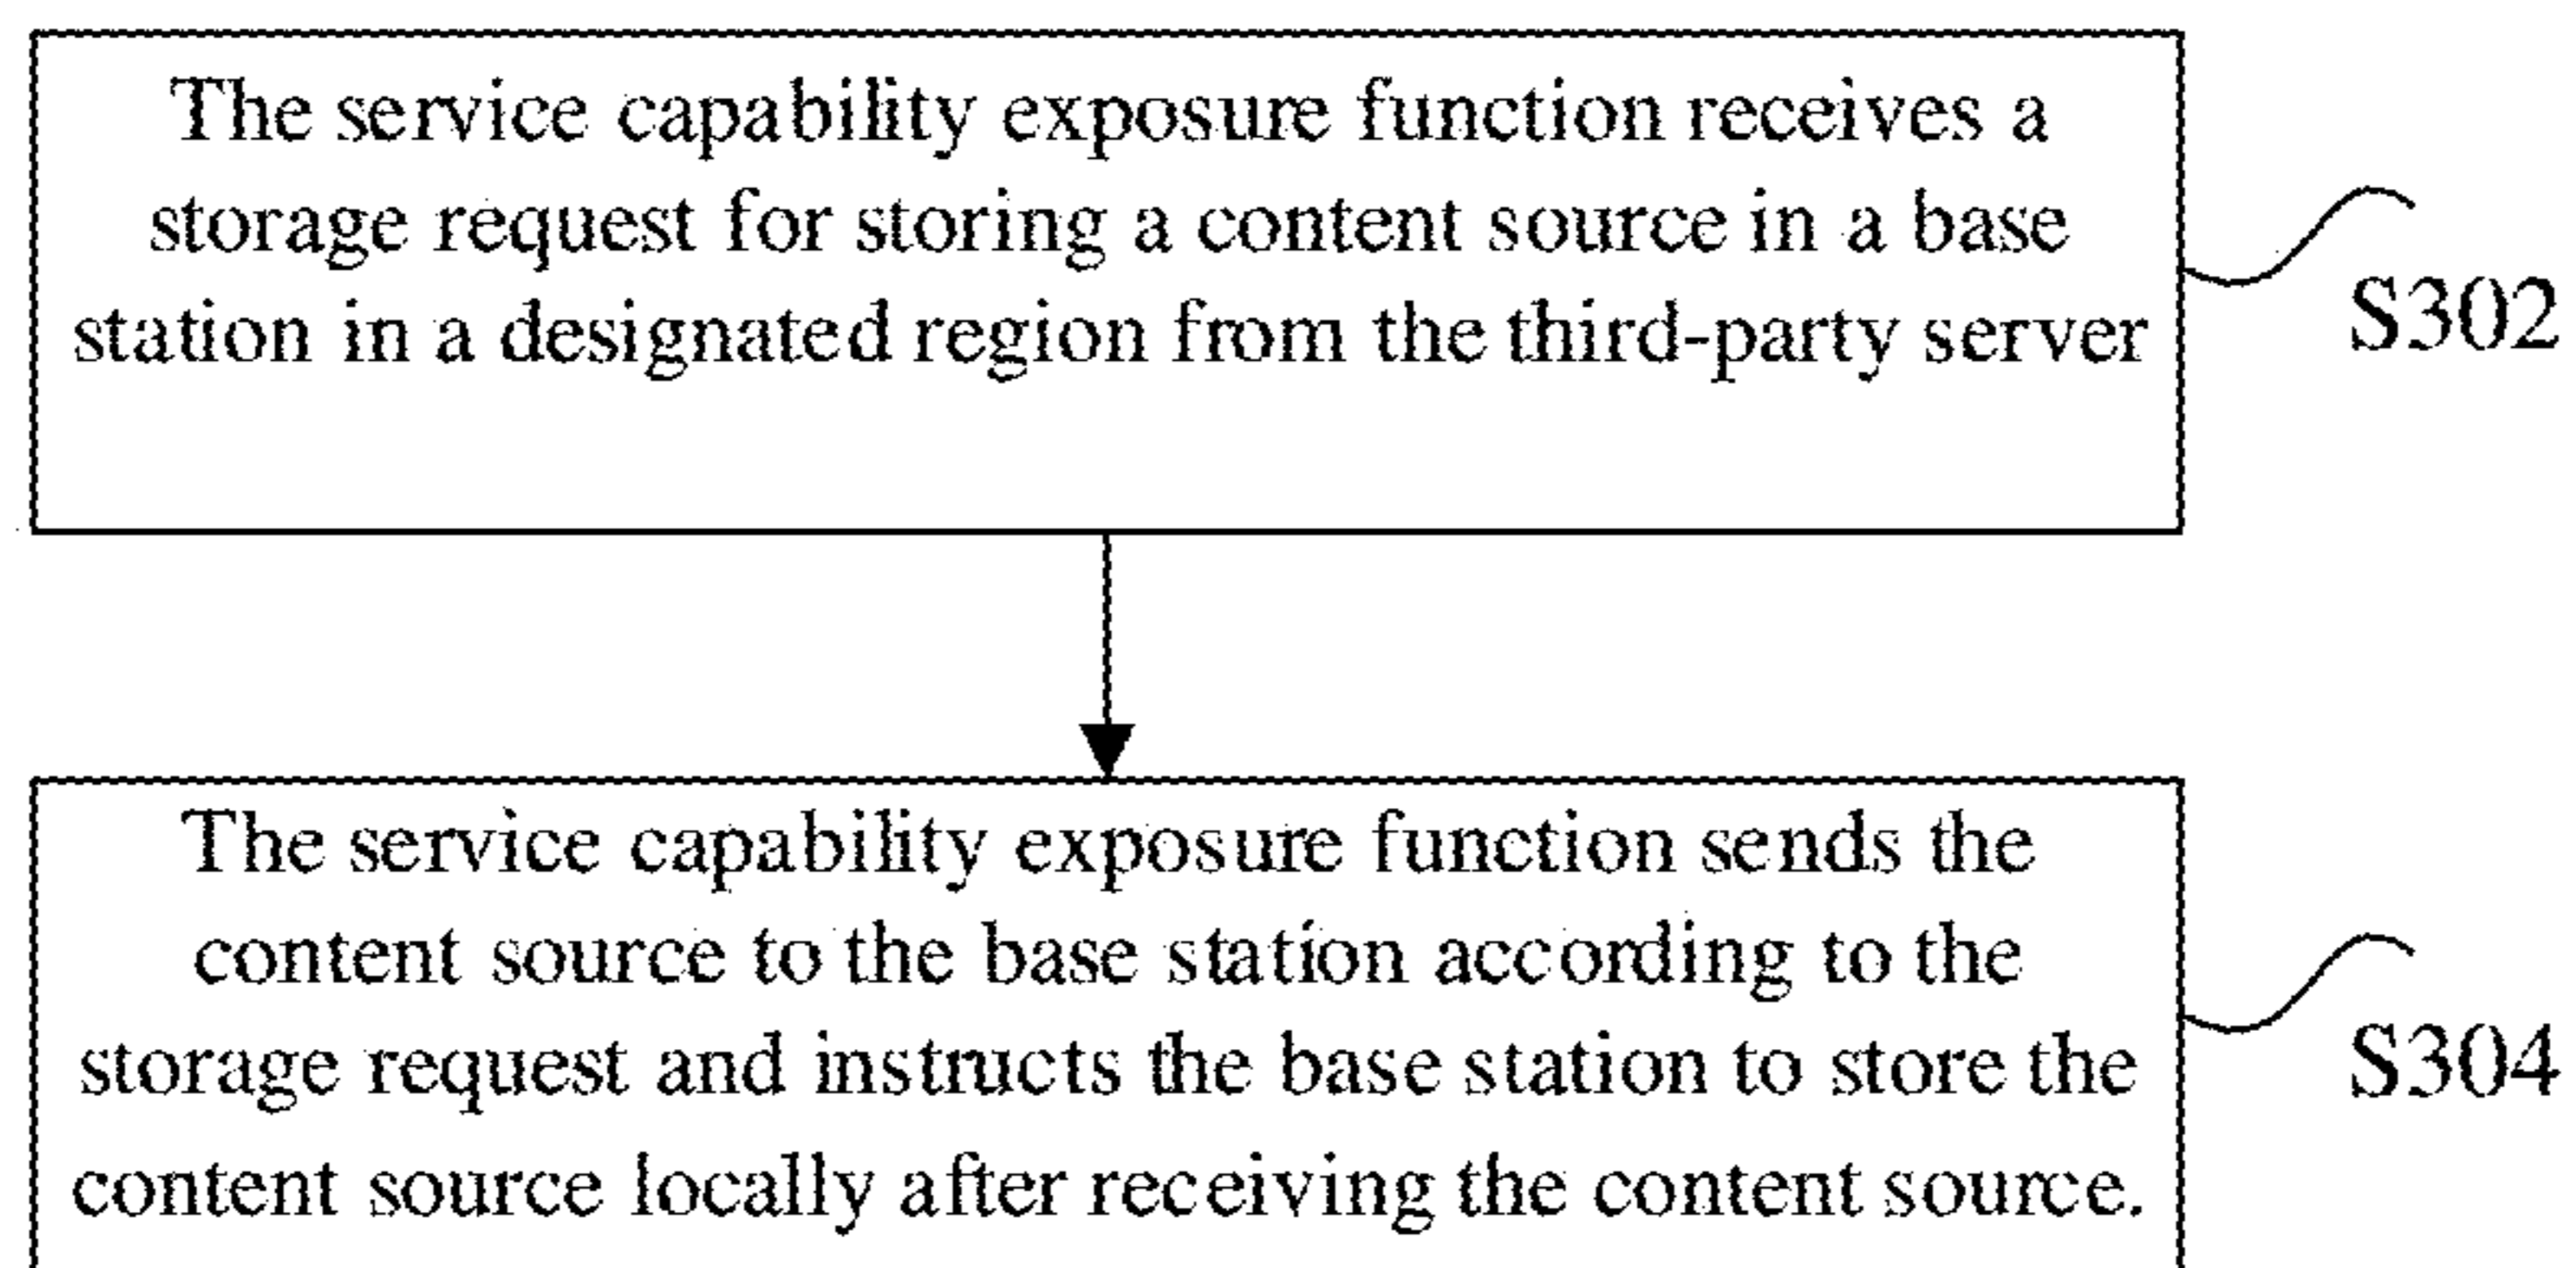 The service capability exposure function receives a
storage request for storing a content source in a base
station in a designated region from the third-party server
S302
The service capability exposure function sends the
content source to the base station according to the
storage request and instructs the base station to store the
content source locally after receiving the content source.
S304